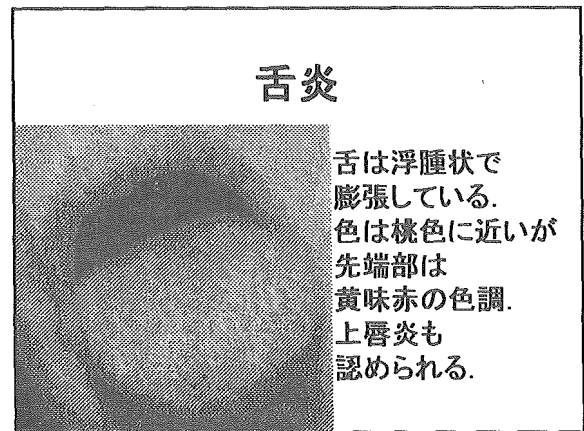 舌炎
舌は浮腫状で
膨張している.
色は桃色に近いが
先端部は
黄味赤の色調.
上唇炎も
認められる.